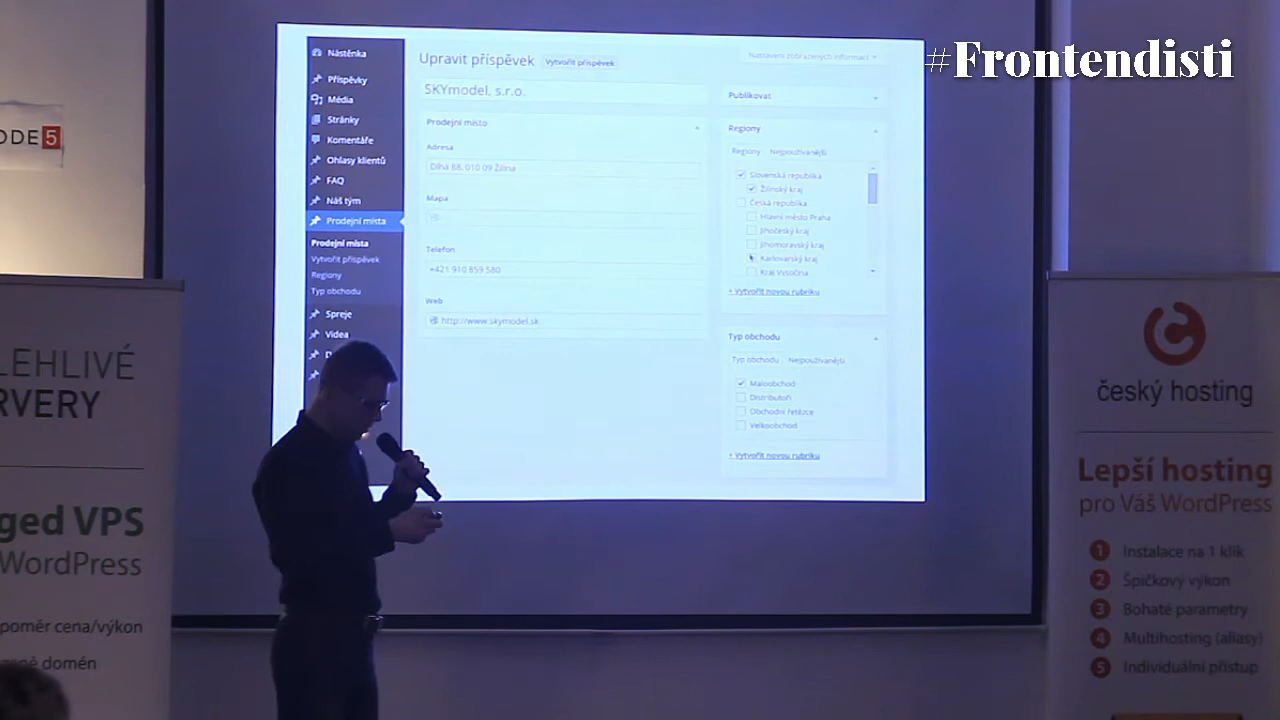 #Frontendisti
ODE5
Nástěnka
Příspěvky
Média
Stránky
Komentáře
Ohlasy klientů
FAQ
Náš tým
Prodejní místa
Prodejní místa
Vytvořit příspěvek
Regiony
Typ obchodu
Spreje
Videa
Upravit příspěvek Vytvořit příspěvek
Nastavení zobrazených informací
SKYmodel, s.r.o.
Prodejní místo
Adresa
Dlhá 88, 010 09 Žilina
Mapa
Telefon
+421 910 859 580
Web
http://www.skymodel.sk
Publikovat
Regiony
Regiony Nejpoužívanější
Slovenská republika
Žilinský kraj
Česká republika
Hlavní město Praha
Jihočeský kraj
Jihomoravský kraj
Karlovarský kraj
Kraj Vysočina
+ Vytvořit novou rubriku
Typ obchodu
Typ obchodu Nejpoužívanější
Maloobchod
Distributoři
Obchodní řetězce
Velkoobchod
+ Vytvořit novou rubriku
LEHLIVÉ
RVERY
ged VPS
WordPress
poměr cena/výkon
domén
český hosting
Lepší hosting
pro Váš WordPress
1 Instalace na 1 klik
2 Špičkový výkon
3 Bohaté parametry
4 Multihosting (aliasy)
5 Individuální přístup